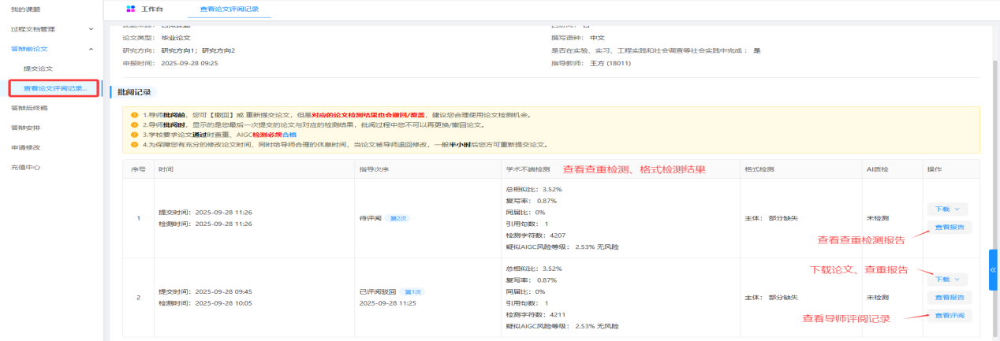 我的课题
过程文档管理
答辩前论文
提交论文
查看论文评阅记录...
答辩后终稿
答辩安排
申请修改
充值中心
工作台
查看论文评阅记录
论文类型: 毕业论文
撰写语种: 中文
研究方向: 研究方向1; 研究方向2
是否在实验、实习、工程实践和社会调查等社会实践中完成: 是
申报时间: 2025-09-28 09:25
指导教师: 王方 (18011)
批阅记录
1.导师批阅前，您可【撤回】或 重新提交论文，但是对应的论文检测结果也会撤回/覆盖，建议您合理使用论文检测机会。
2.导师批阅时，显示的是您最后一次提交的论文与对应的检测结果，批阅过程中您不可以再更换/撤回论文。
3.学校要求论文通过时查重、AIGC检测必须合格
4.为保障您有充分的修改论文时间、同时给导师合理的休息时间，当论文被导师退回修改，一般半小时后您方可重新提交论文。
序号 时间 指导次序 学术不端检测 查看查重检测、格式检测结果 格式检测 AI质检 操作
1
提交时间: 2025-09-28 11:26
检测时间: 2025-09-28 11:26
待评阅 第2次
总相似比: 3.52%
复写率: 0.87%
同届比: 0%
引用句数: 1
检测字符数: 4207
疑似AIGC风险等级: 2.53% 无风险
主体: 部分缺失
未检测
下载
查看报告
查看查重检测报告
2
提交时间: 2025-09-28 09:45
检测时间: 2025-09-28 10:05
已评阅驳回 第1次
2025-09-28 11:25
总相似比: 3.52%
复写率: 0.87%
同届比: 0%
引用句数: 1
检测字符数: 4211
疑似AIGC风险等级: 2.53% 无风险
主体: 部分缺失
未检测
下载论文、查重报告
下载
查看报告
查看导师评阅记录
查看评阅